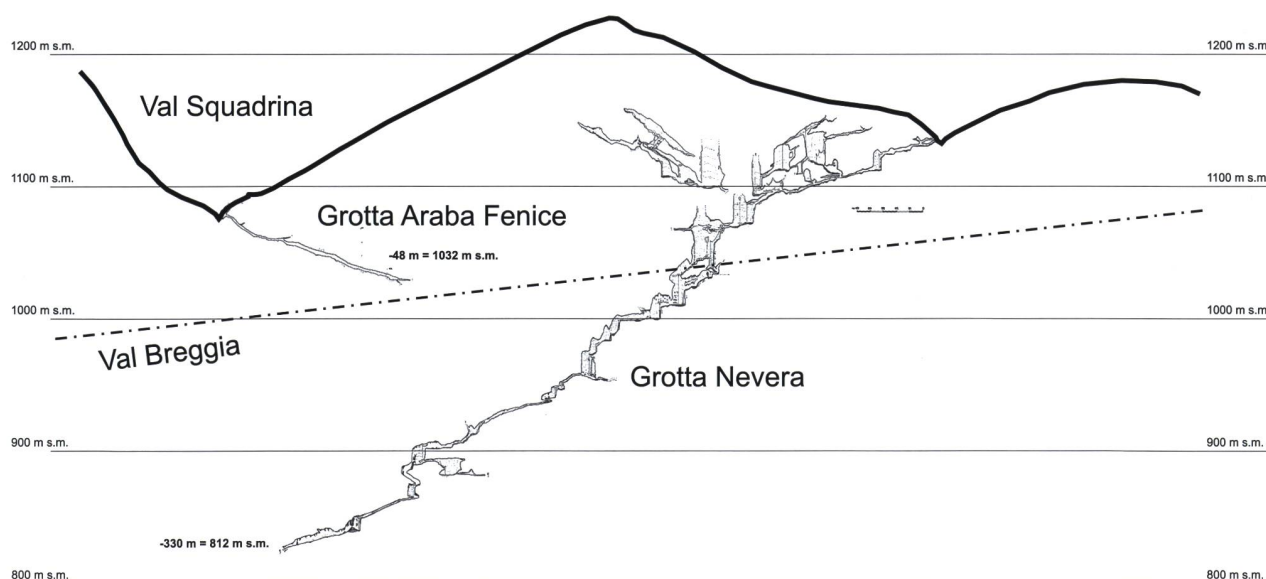 1200 m s.m.
1200 m s.m.
Val Squadrina
1100 m s.m.
1100 m s.m.
Grotta Araba Fenice
-48 m = 1032 m s.m.
1000 m s.m.
1000 m s.m.
Val Breggia
Grotta Nevera
900 m s.m.
900 m s.m.
-330 m = 812 m s.m.
800 m s.m.
800 m s.m.